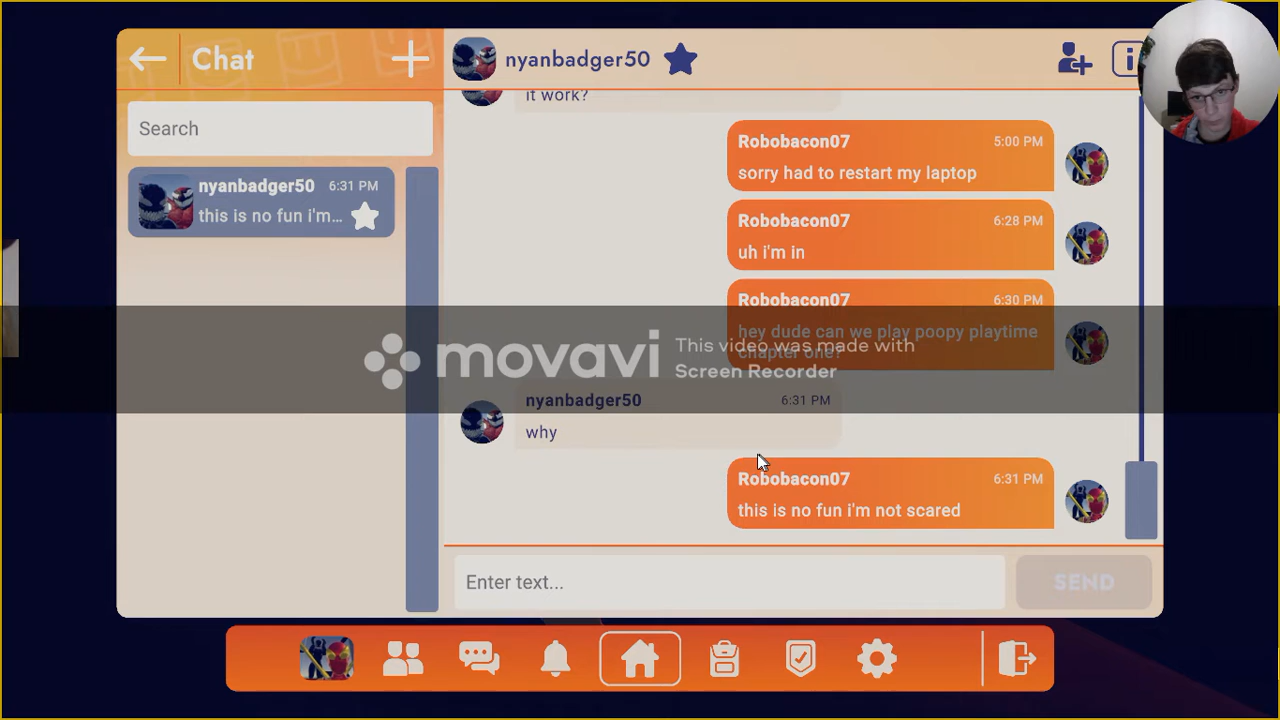 Chat
Search
nyanbadger50 6:31 PM
this is no fun i'm...
nyanbadger50
it work?
Robobacon07 5:00 PM
sorry had to restart my laptop
Robobacon07 6:28 PM
uh i'm in
Robobacon07 6:30 PM
hey dude can we play poopy playtime
chapter one?
movavi
This video was made with
Screen Recorder
nyanbadger50 6:31 PM
why
Robobacon07 6:31 PM
this is no fun i'm not scared
Enter text...
SEND